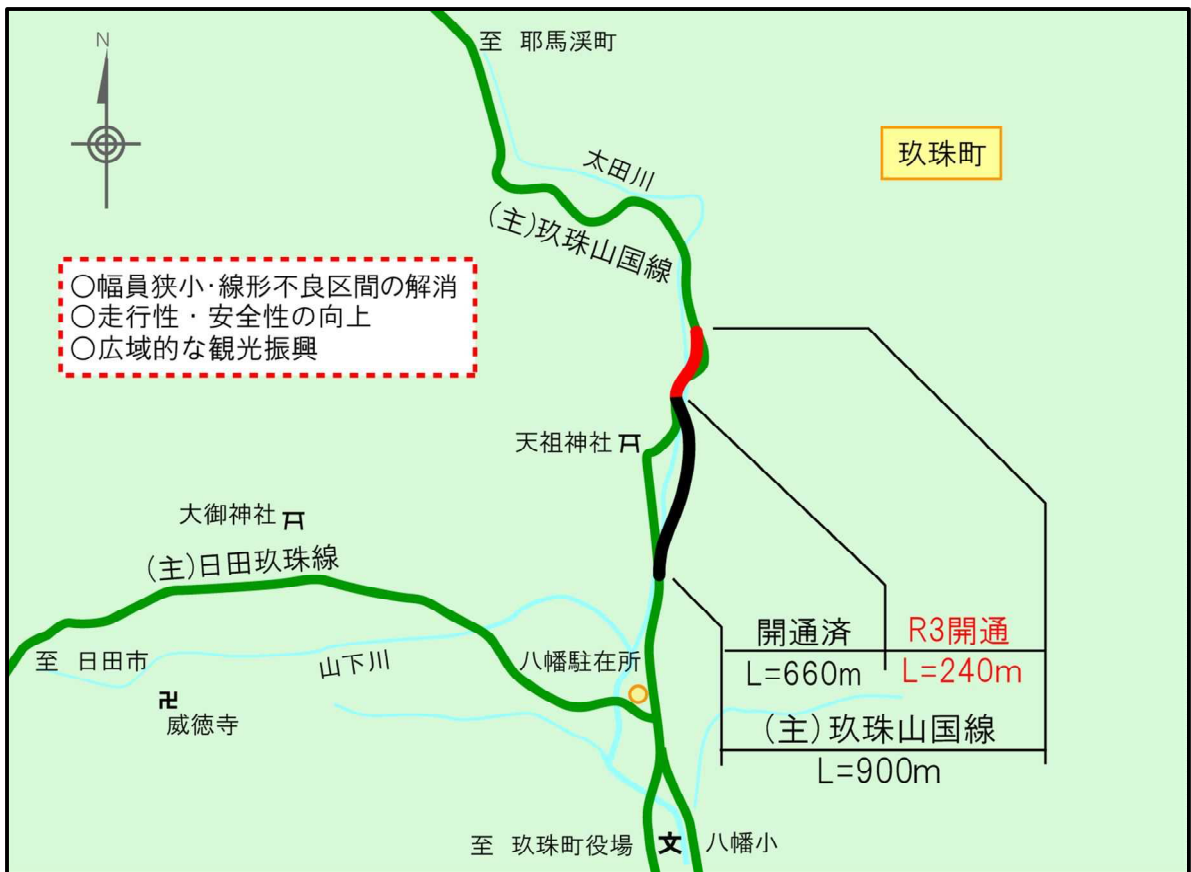 N
至 耶馬渓町
玖珠町
太田川
(主)玖珠山国線
○幅員狭小・線形不良区間の解消
○走行性・安全性の向上
○広域的な観光振興
天祖神社
大御神社
(主)日田玖珠線
至 日田市
山下川
八幡駐在所
威徳寺
開通済
L=660m
R3開通
L=240m
(主)玖珠山国線
L=900m
至 玖珠町役場
文
八幡小